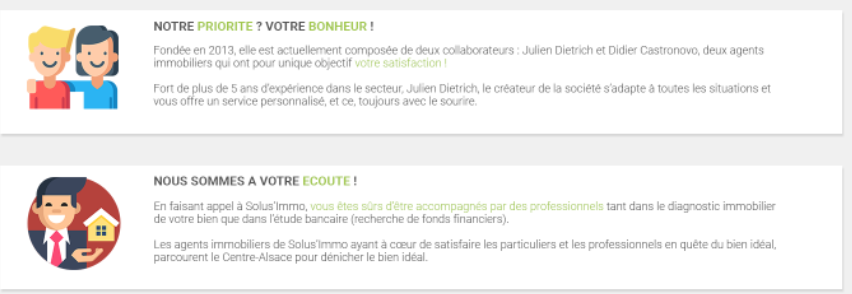 NOTRE PRIORITE ? VOTRE BONHEUR !
Fondée en 2013, elle est actuellement composée de deux collaborateurs : Julien Dietrich et Didier Castronovo, deux agents
immobiliers qui ont pour unique objectif votre satisfaction !
Fort de plus de 5 ans d'expérience dans le secteur, Julien Dietrich, le créateur de la société s'adapte à toutes les situations et
vous offre un service personnalisé, et ce, toujours avec le sourire.
NOUS SOMMES A VOTRE ECOUTE !
En faisant appel à Solus'Immo, vous êtes sûrs d'être accompagnés par des professionnels tant dans le diagnostic immobilier
de votre bien que dans l'étude bancaire (recherche de fonds financiers).
Les agents immobiliers de Solus'Immo ayant à cœur de satisfaire les particuliers et les professionnels en quête du bien idéal,
parcourent le Centre-Alsace pour dénicher le bien idéal.